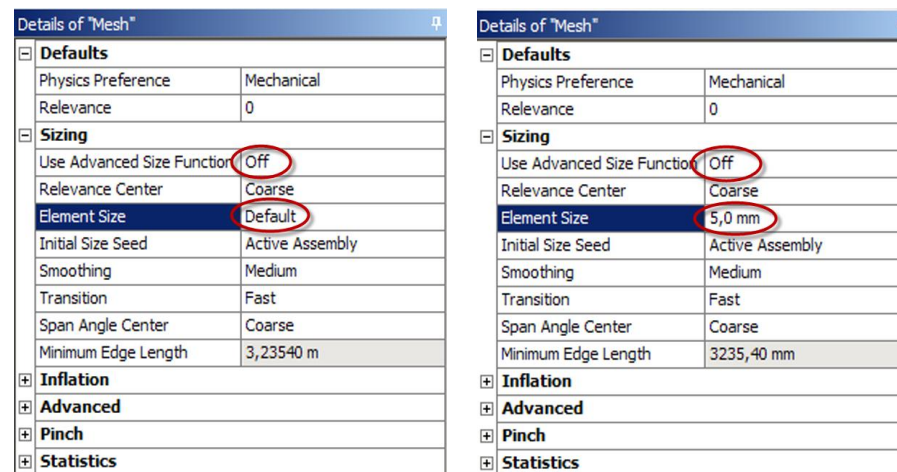 Details of "Mesh"
Defaults
Physics Preference Mechanical
Relevance 0
Sizing
Use Advanced Size Function Off
Relevance Center Coarse
Element Size Default
Initial Size Seed Active Assembly
Smoothing Medium
Transition Fast
Span Angle Center Coarse
Minimum Edge Length 3,23540 m
Inflation
Advanced
Pinch
Statistics
Details of "Mesh"
Defaults
Physics Preference Mechanical
Relevance 0
Sizing
Use Advanced Size Function Off
Relevance Center Coarse
Element Size 5,0 mm
Initial Size Seed Active Assembly
Smoothing Medium
Transition Fast
Span Angle Center Coarse
Minimum Edge Length 3235,40 mm
Inflation
Advanced
Pinch
Statistics